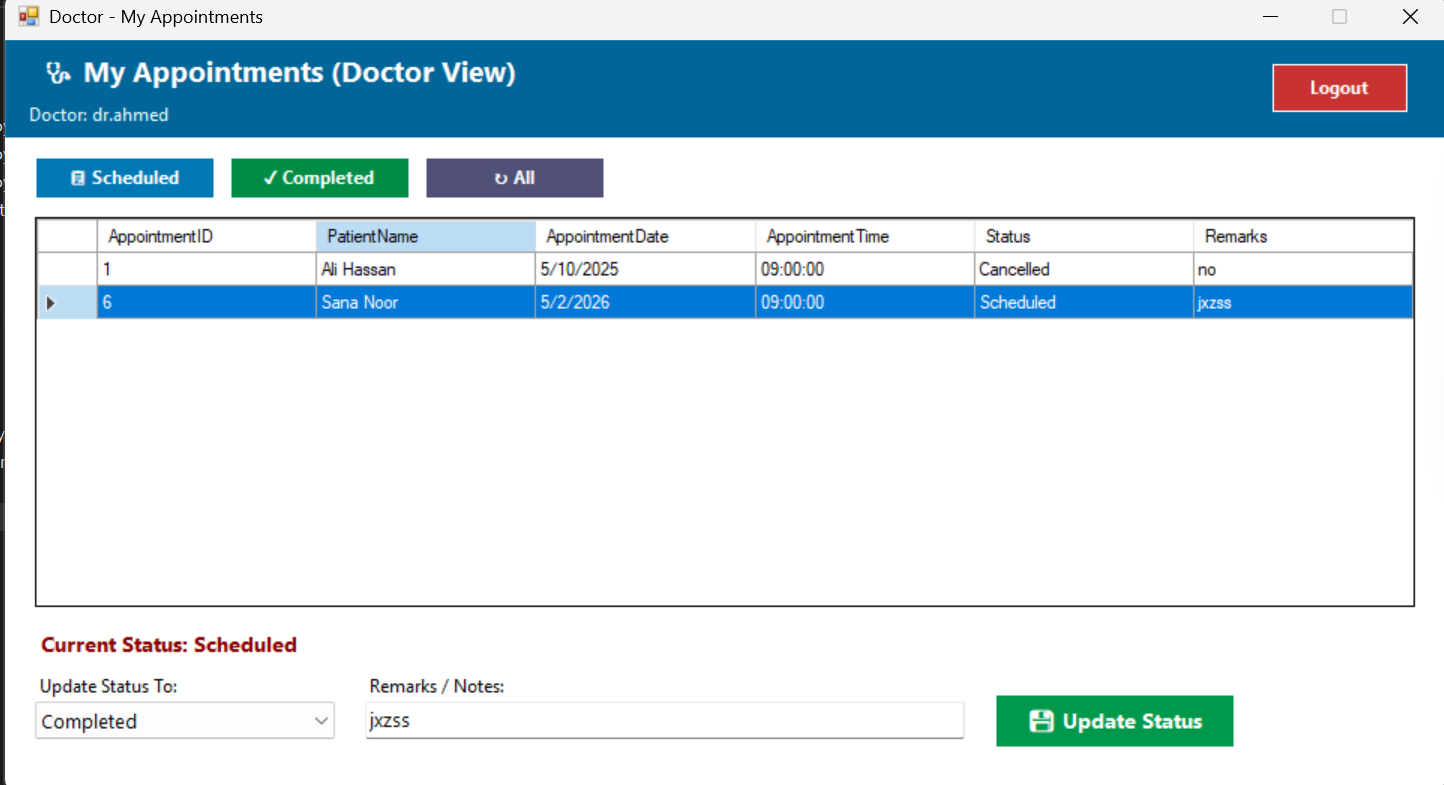 Doctor - My Appointments
My Appointments (Doctor View)
Logout
Doctor: dr.ahmed
Scheduled
✓ Completed
↻ All
AppointmentID PatientName AppointmentDate AppointmentTime Status Remarks
1 Ali Hassan 5/10/2025 09:00:00 Cancelled no
6 Sana Noor 5/2/2026 09:00:00 Scheduled jxzss
Current Status: Scheduled
Update Status To: Remarks / Notes:
Completed jxzss
Update Status